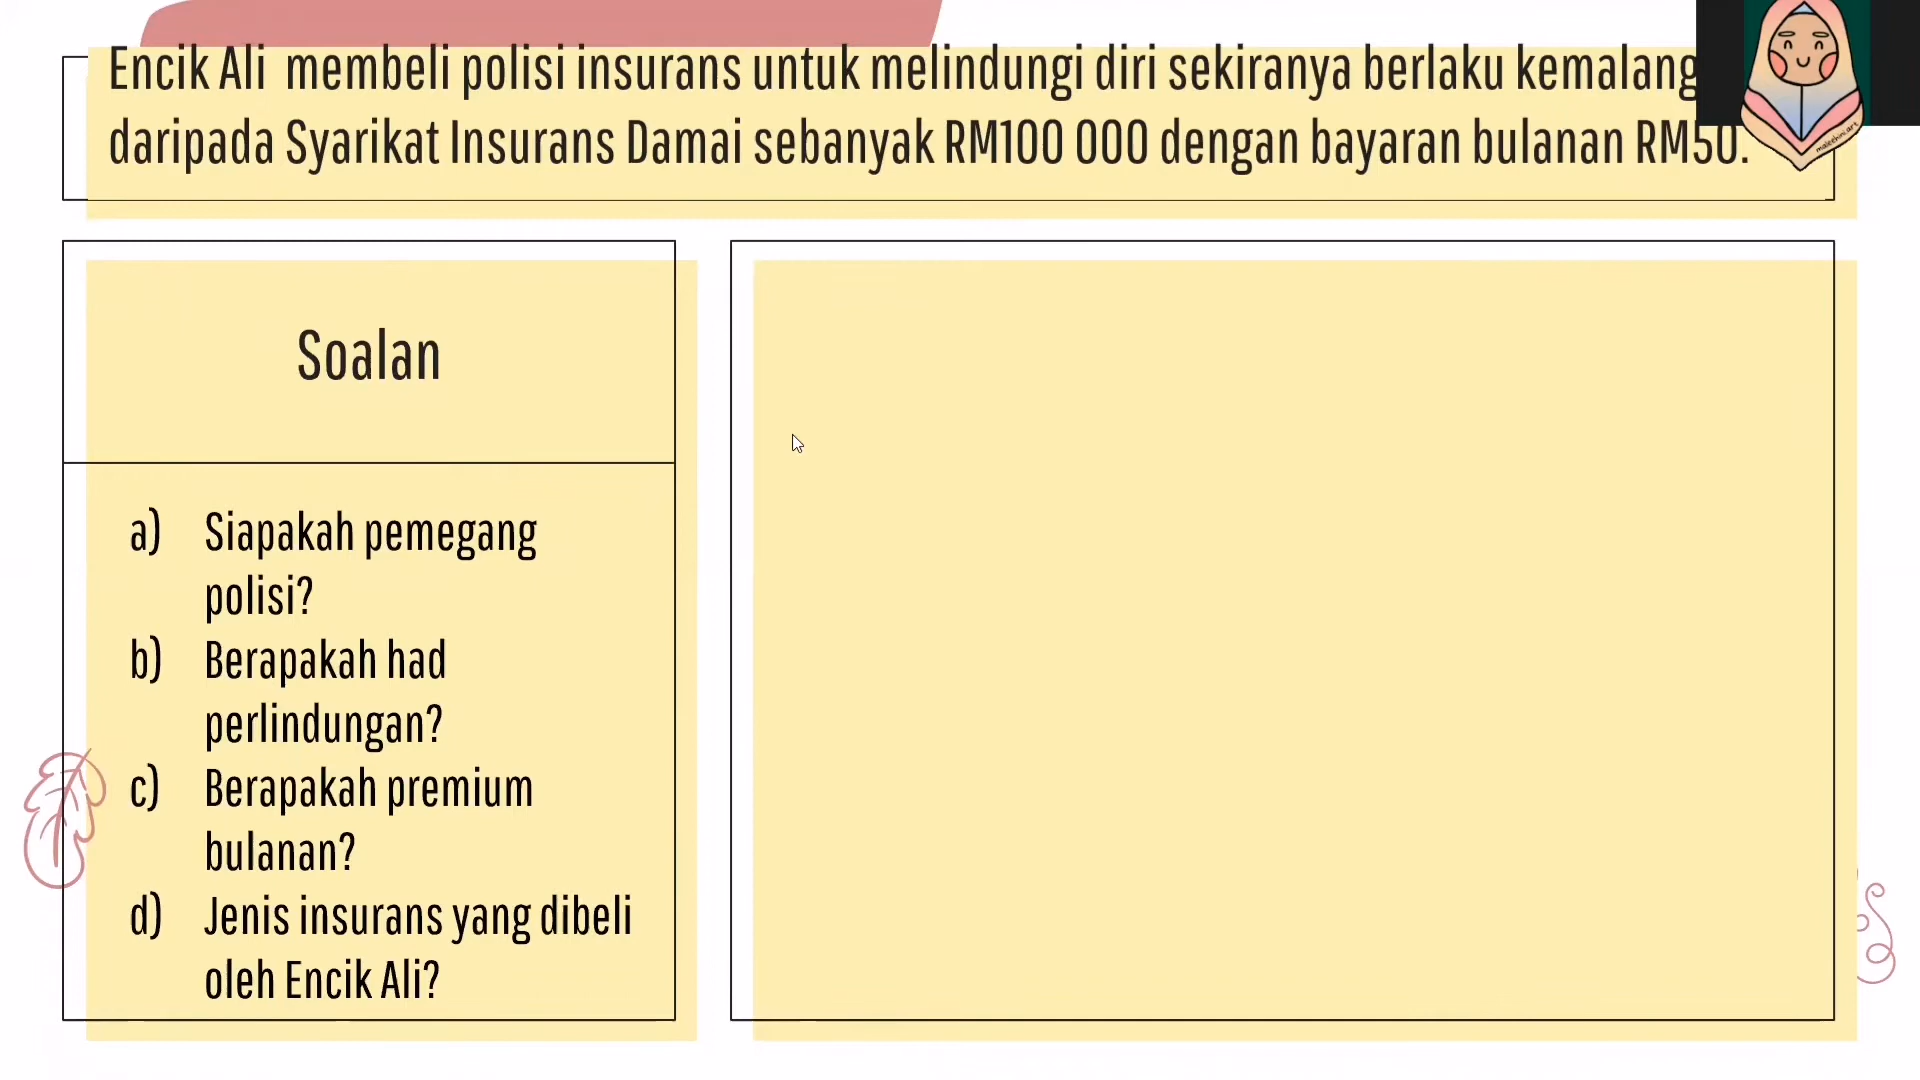 Encik Ali membeli polisi insurans untuk melindungi diri sekiranya berlaku
daripada Syarikat Insurans Damai sebanyak RM100 000 dengan bayaran bulanan RM50.
Soalan
a) Siapakah pemegang
polisi?
b) Berapakah had
perlindungan?
c) Berapakah premium
bulanan?
d) Jenis insurans yang dibeli
oleh Encik Ali?